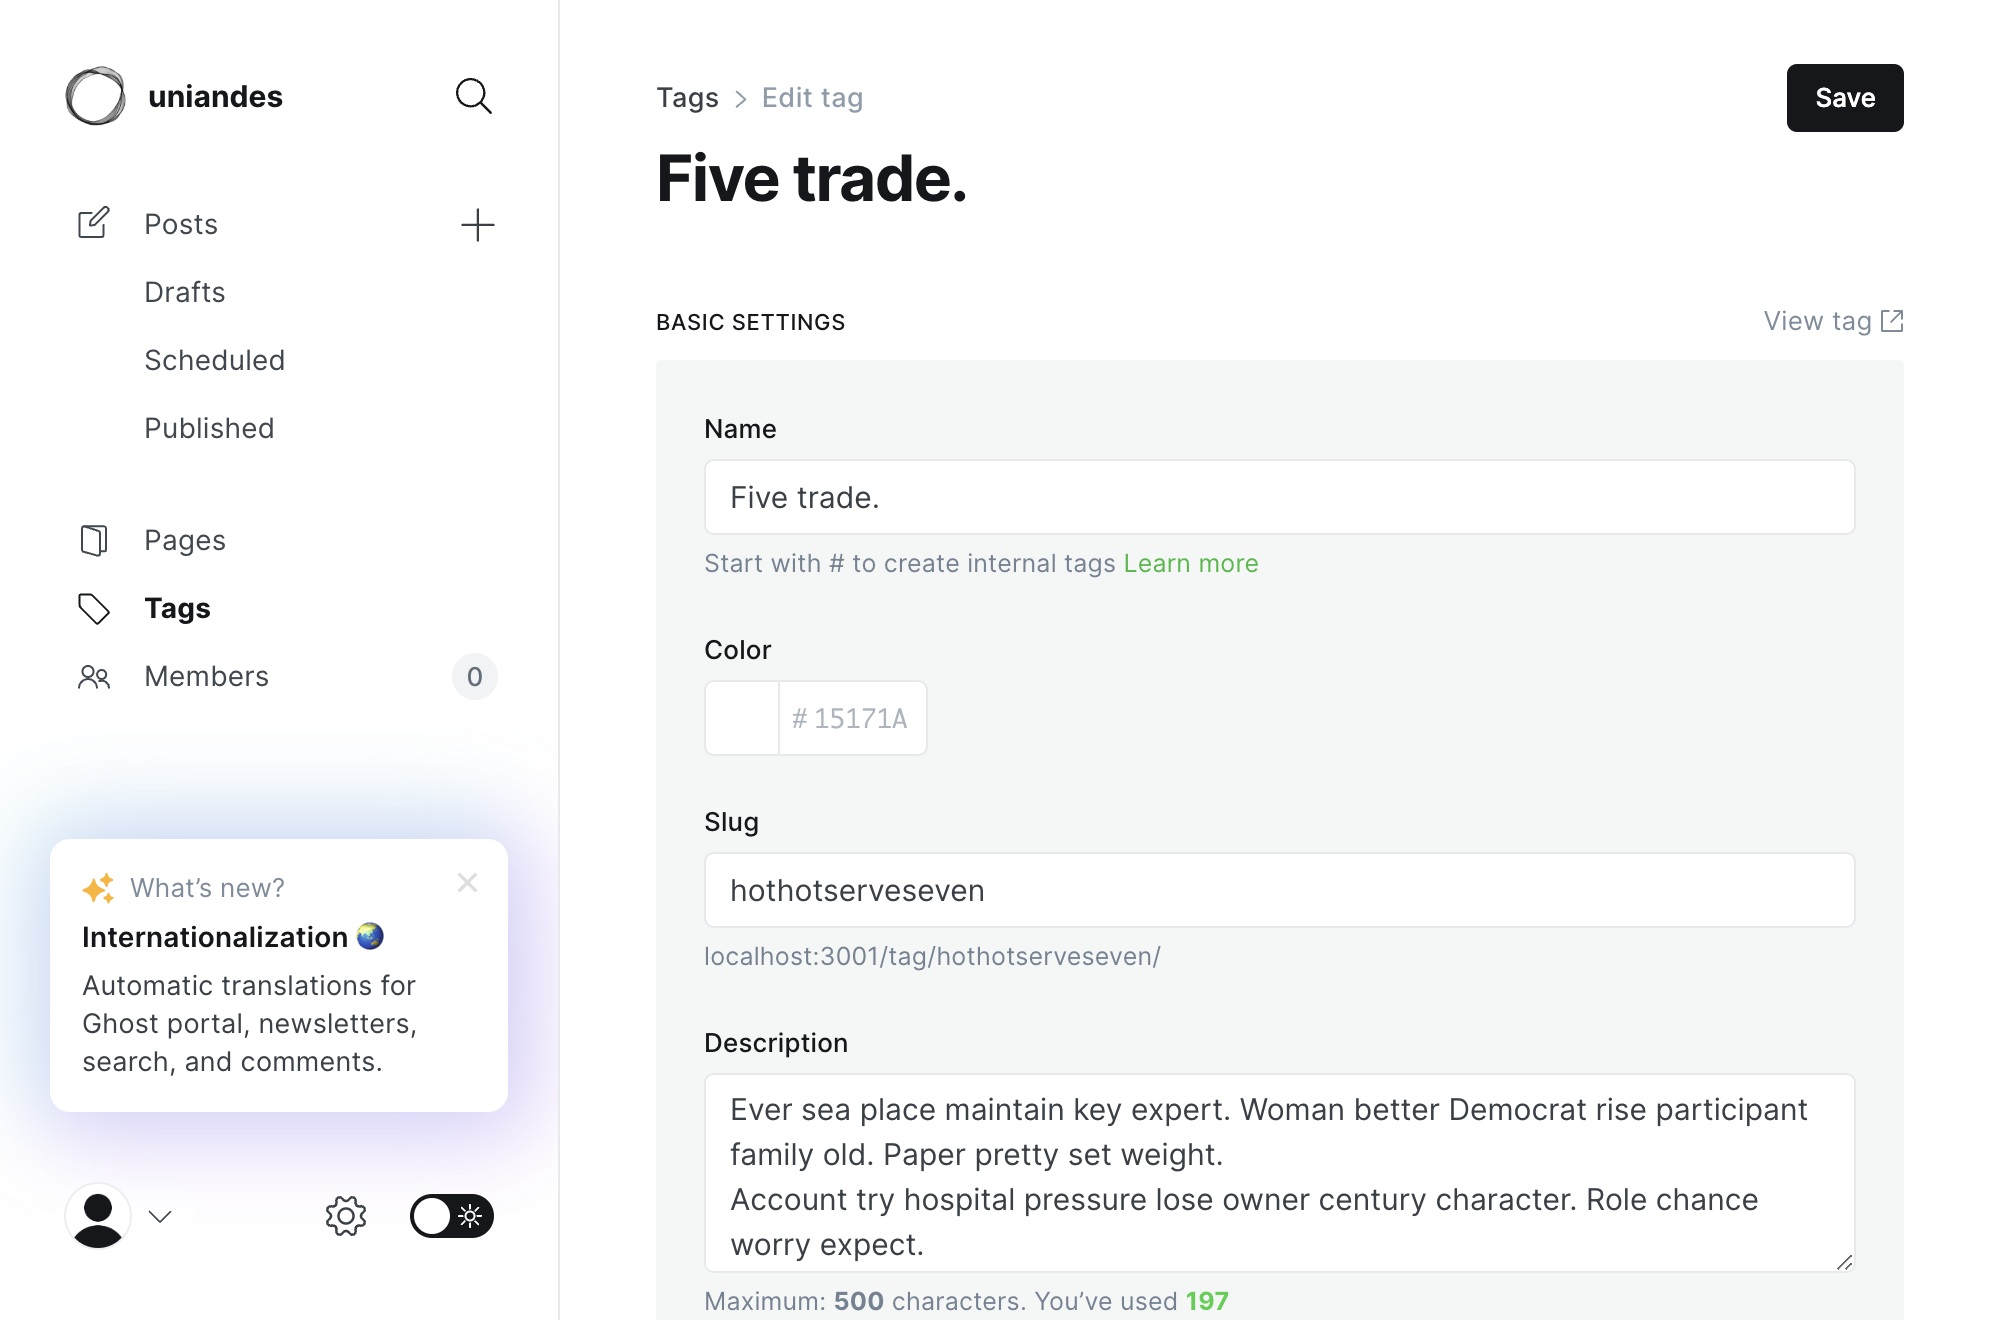 uniandes
Posts
Drafts
Scheduled
Published
Pages
Tags
Members
0
What’s new?
Internationalization
Automatic translations for
Ghost portal, newsletters,
search, and comments.
Tags > Edit tag
Save
Five trade.
BASIC SETTINGS
View tag
Name
Five trade.
Start with # to create internal tags Learn more
Color
# 15171A
Slug
hothotserveseven
localhost:3001/tag/hothotserveseven/
Description
Ever sea place maintain key expert. Woman better Democrat rise participant
family old. Paper pretty set weight.
Account try hospital pressure lose owner century character. Role chance
worry expect.
Maximum: 500 characters. You’ve used 197